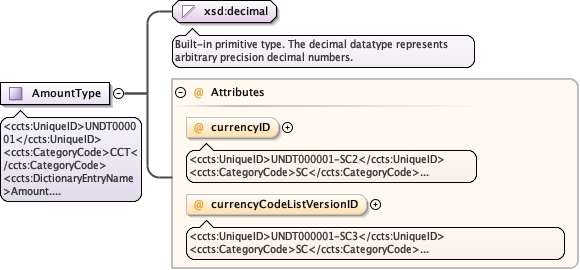 xsd:decimal
Built-in primitive type. The decimal datatype represents
arbitrary precision decimal numbers.
AmountType
<ccts:UniqueID>UNDT0000
01</ccts:UniqueID>
<ccts:CategoryCode>CCT<
/ccts:CategoryCode>
<ccts:DictionaryEntryName
>Amount....
@ Attributes
@ currencyID
<ccts:UniqueID>UNDT000001-SC2</ccts:UniqueID>
<ccts:CategoryCode>SC</ccts:CategoryCode>...
@ currencyCodeListVersionID
<ccts:UniqueID>UNDT000001-SC3</ccts:UniqueID>
<ccts:CategoryCode>SC</ccts:CategoryCode>...